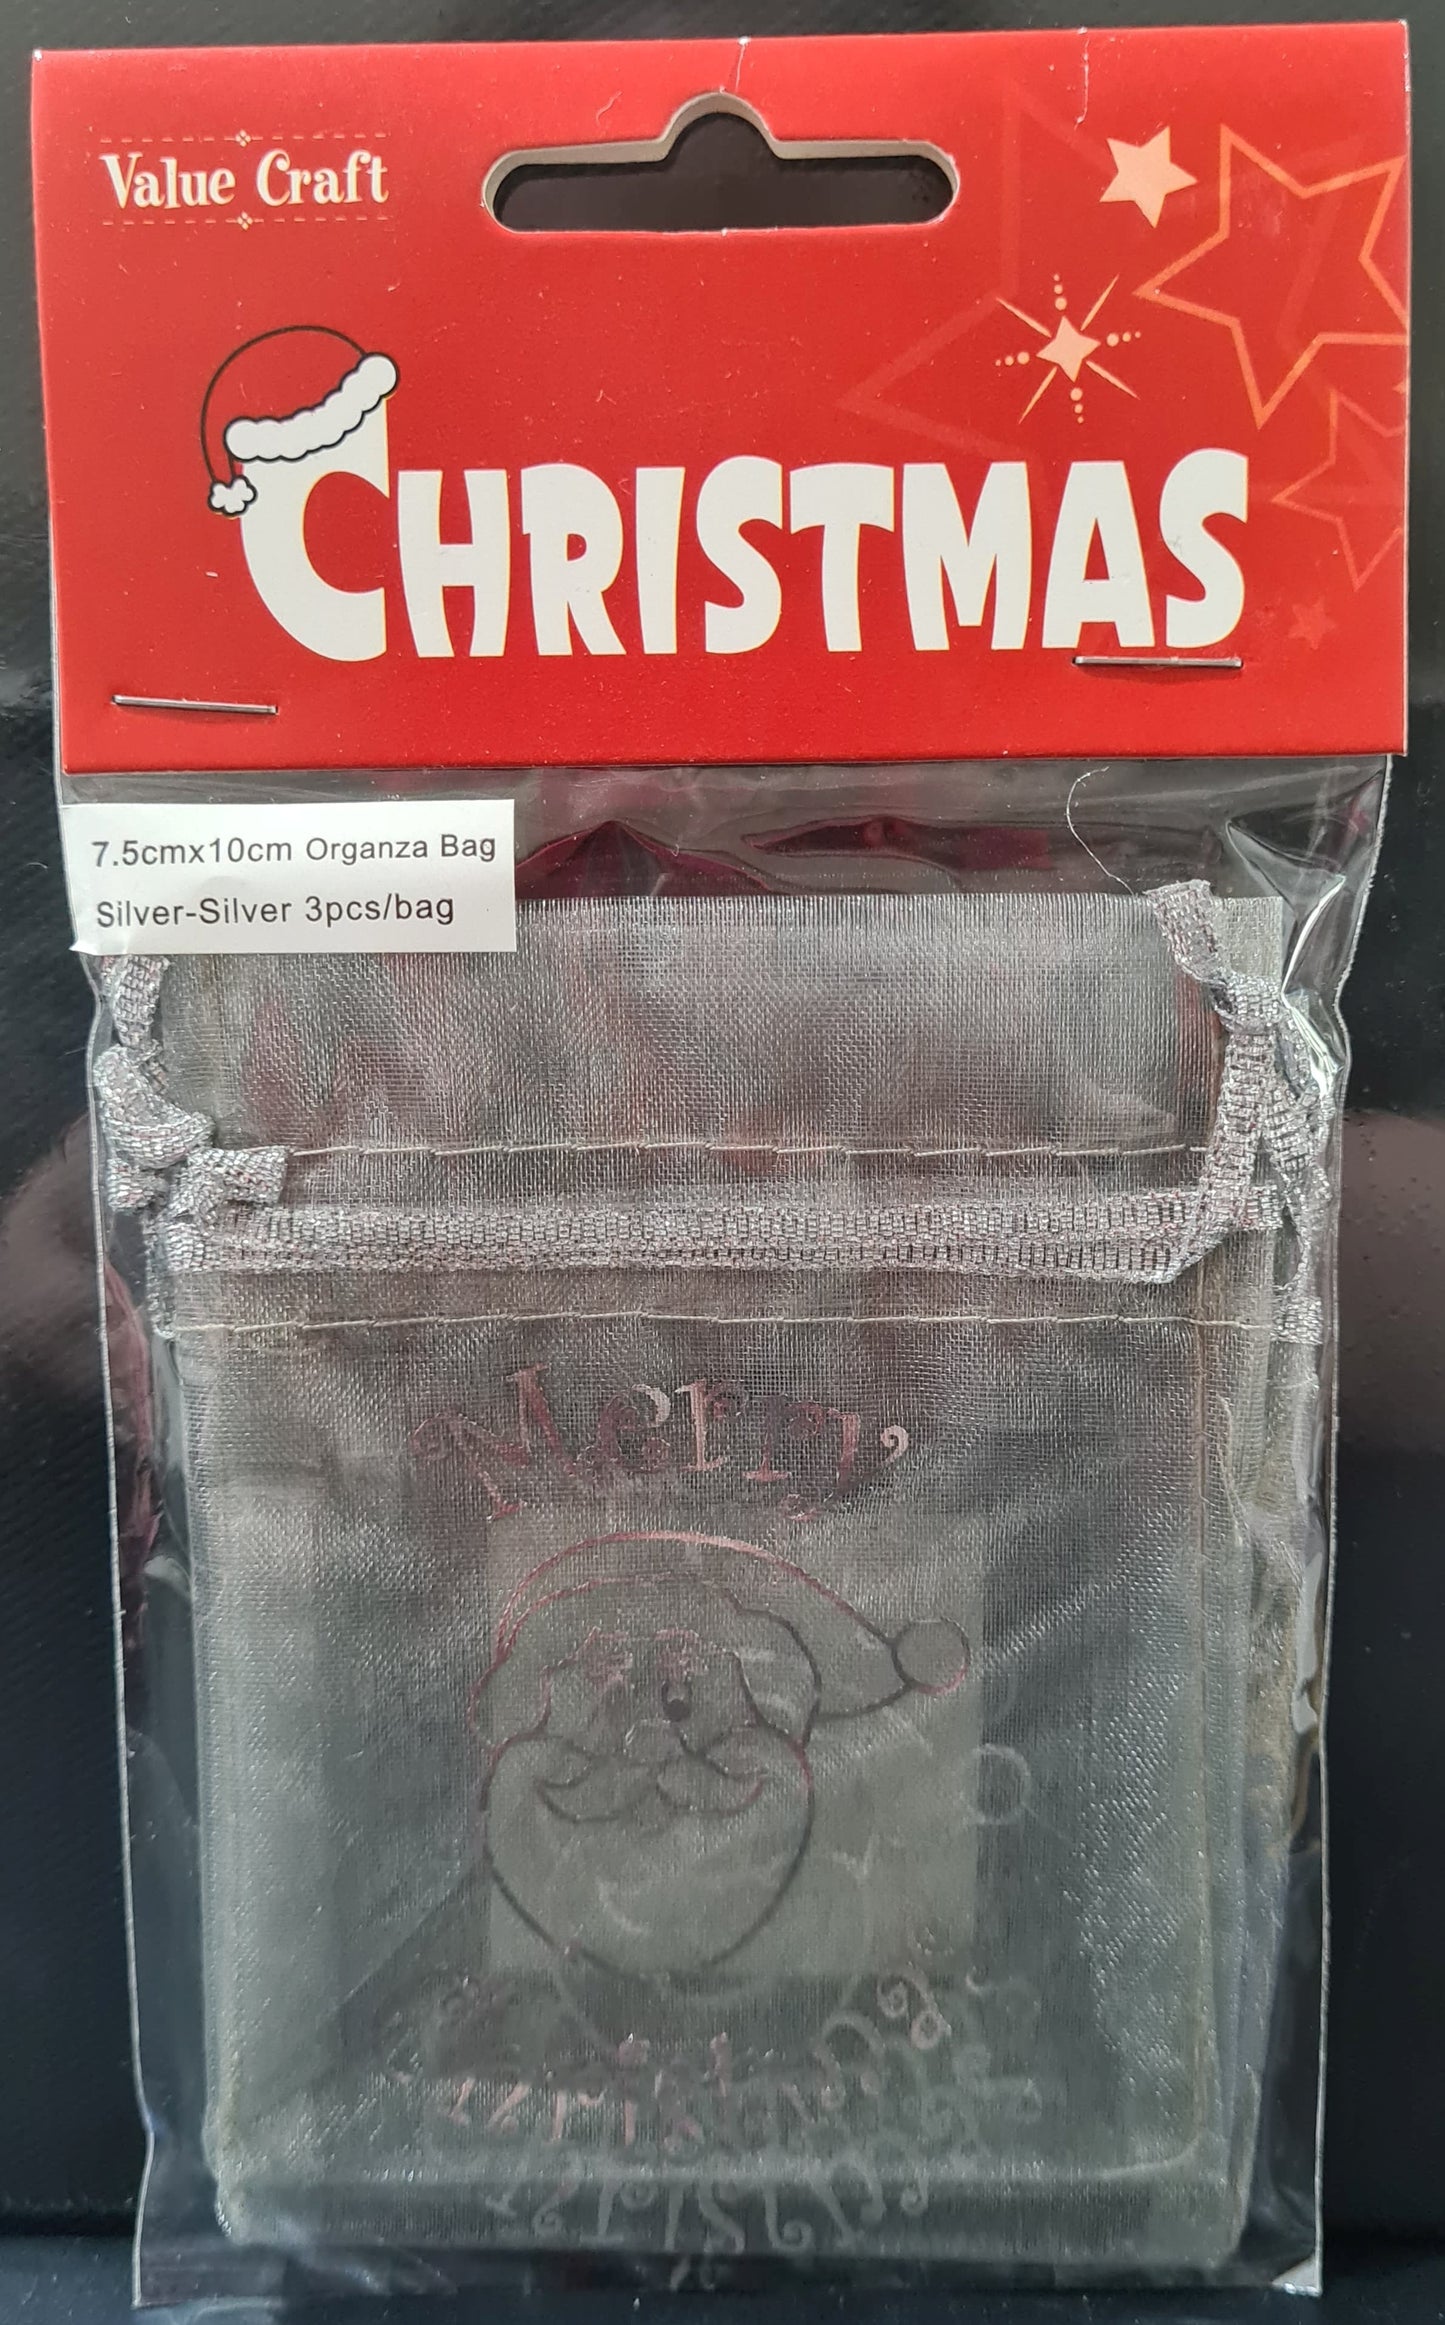 Value Craft
CHRISTMAS
7.5cmx10cm Organza Bag
Silver-Silver 3pcs/bag
Merry
Christmas